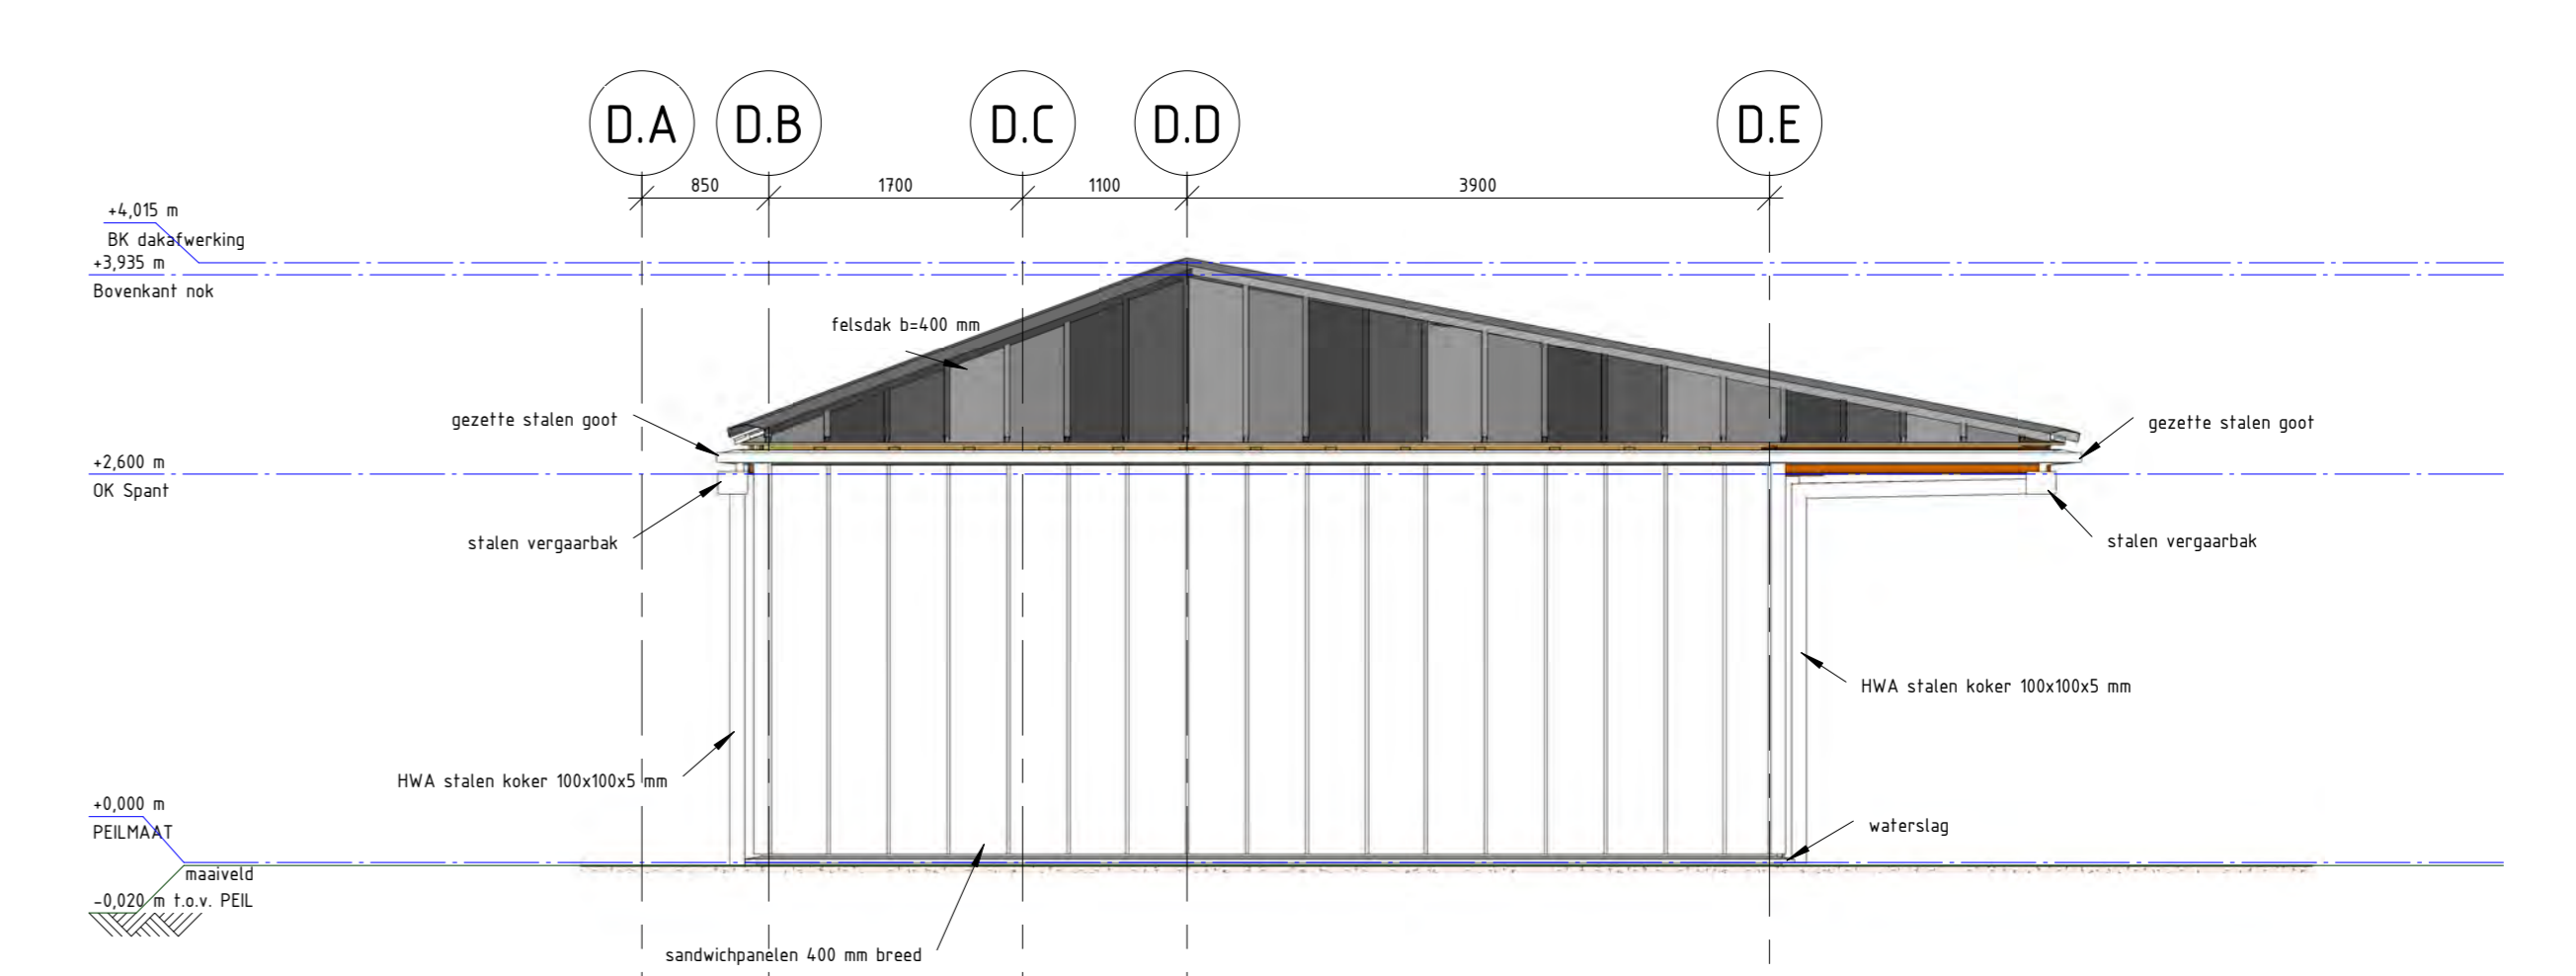 D.A
D.B
D.C
D.D
D.E
850
1700
1100
3900
+4,015 m
BK dakafwerking
+3,935 m
Bovenkant nok
felsdak b=400 mm
gezette stalen goot
gezette stalen goot
+2,600 m
OK Spant
stalen vergaarbak
stalen vergaarbak
HWA stalen koker 100x100x5 mm
HWA stalen koker 100x100x5 mm
+0,000 m
PEILMAAT
waterslag
maaiveld
-0,020 m t.o.v. PEIL
sandwichpanelen 400 mm breed